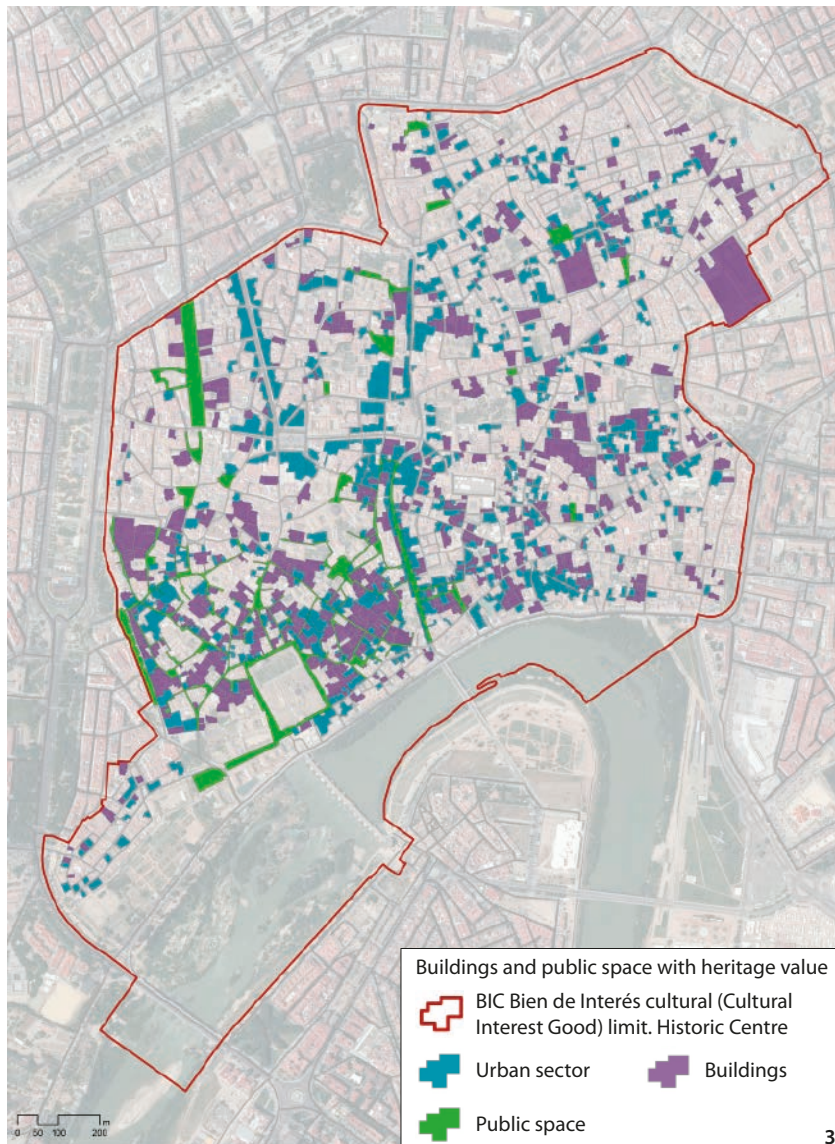 Buildings and public space with heritage value
BIC Bien de Interés cultural (Cultural
Interest Good) limit. Historic Centre
Urban sector
Buildings
Public space
0 50 100 200 m
3